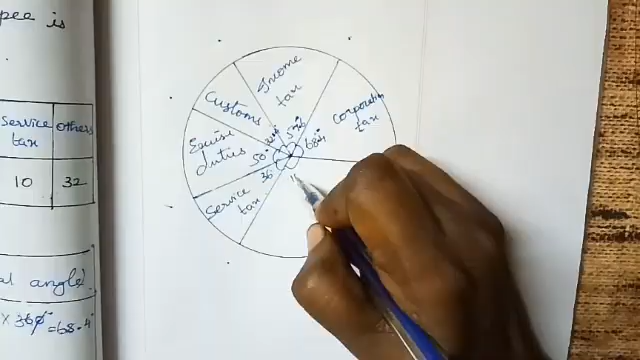 pee is
Service tax
others
10
32
al angle
× 360° = 68.4°
Income tax
Customs
Corporation tax
Excise duties
Service tax
50°
36
57.6
68.4